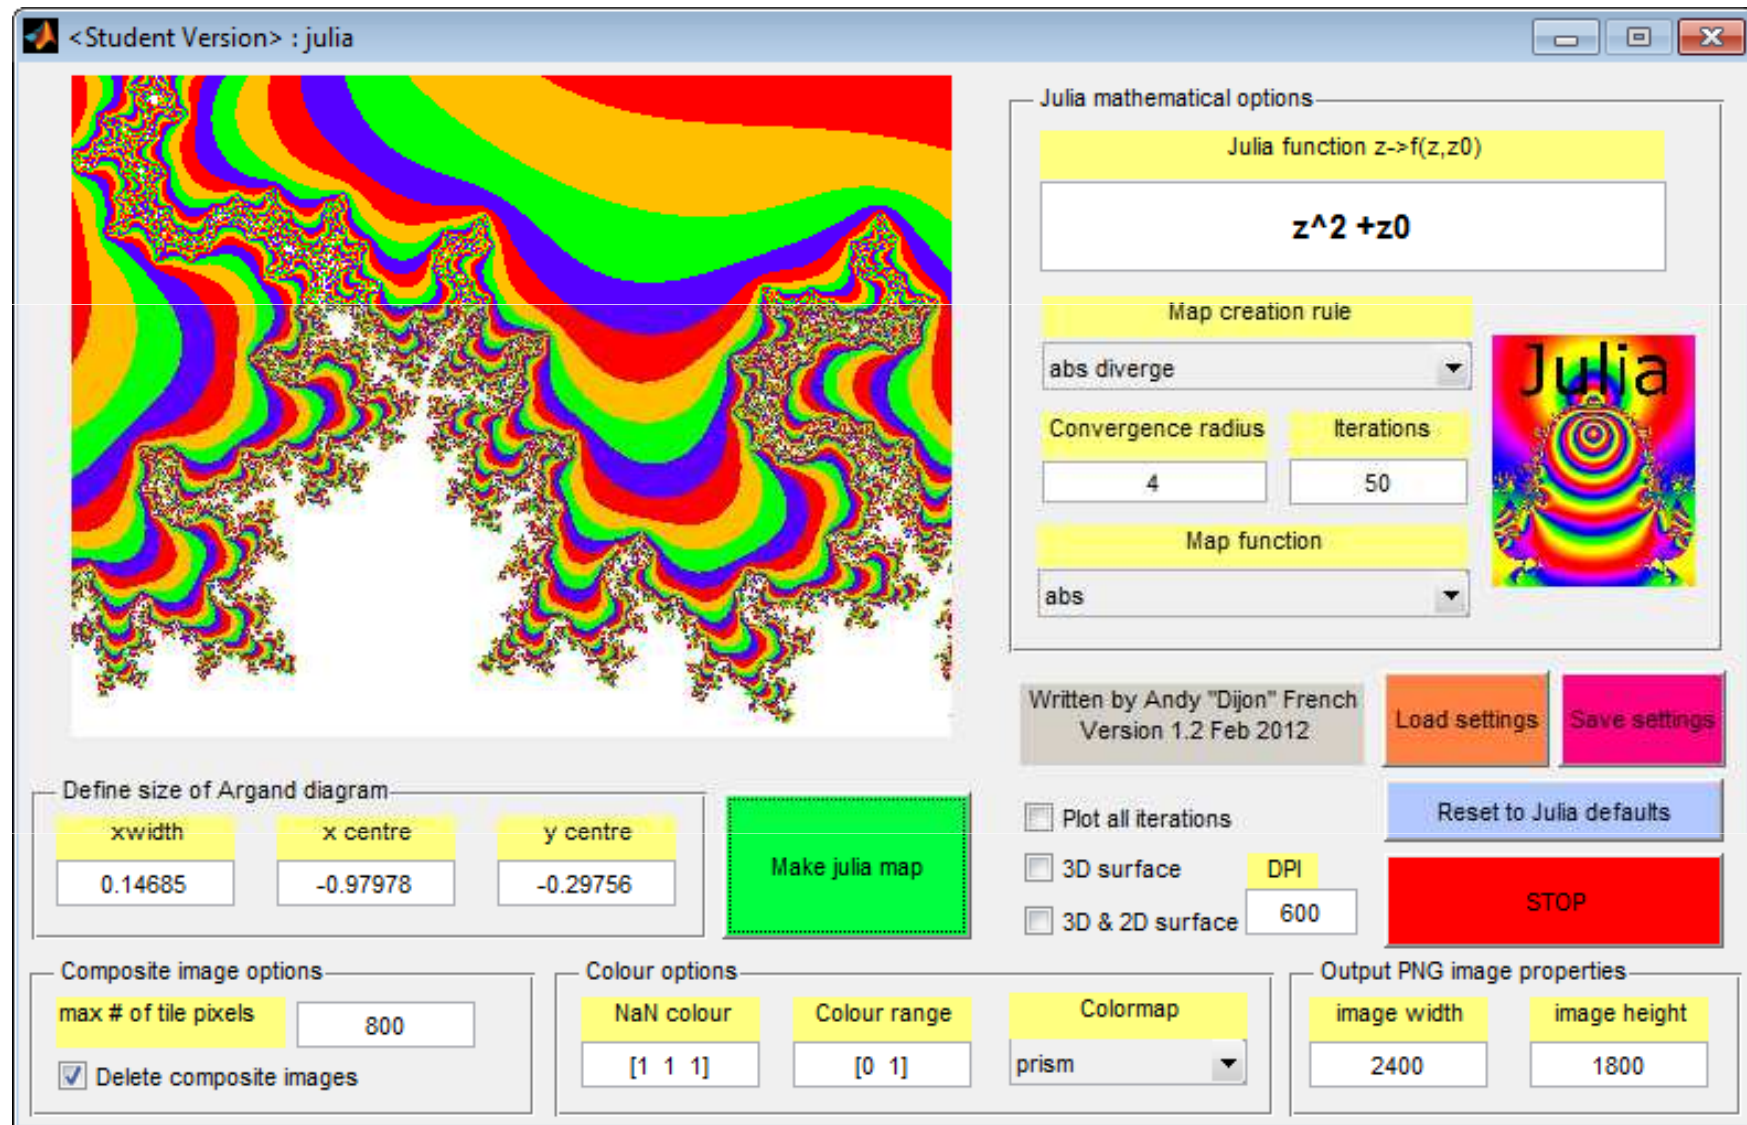 <Student Version> : julia
Julia mathematical options
Julia function z->f(z,z0)
z^2 +z0
Map creation rule
abs diverge
Julia
Convergence radius
Iterations
4
50
Map function
abs
Written by Andy "Dijon" French
Version 1.2 Feb 2012
Load settings
Save settings
Define size of Argand diagram
xwidth
x centre
y centre
0.14685
-0.97978
-0.29756
Make julia map
Plot all iterations
3D surface
3D & 2D surface
DPI
600
Reset to Julia defaults
STOP
Composite image options
max # of tile pixels
800
Delete composite images
Colour options
NaN colour
Colour range
Colormap
[1 1 1]
[0 1]
prism
Output PNG image properties
image width
image height
2400
1800